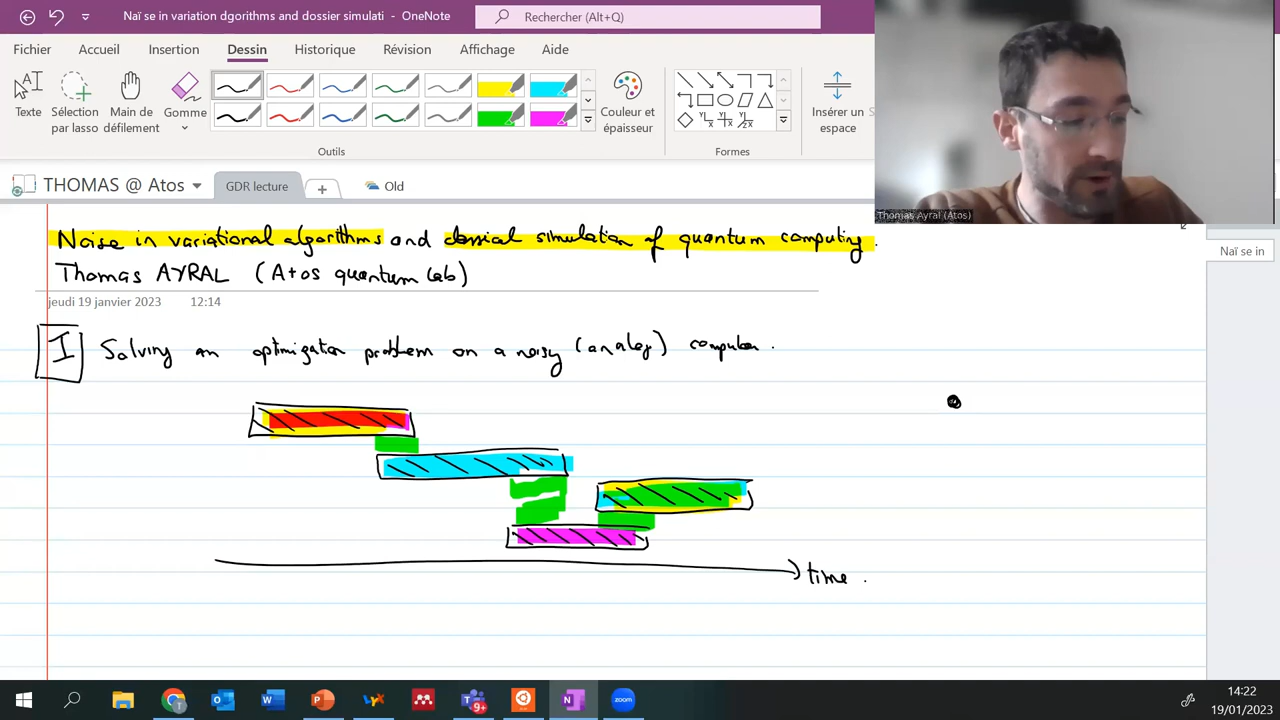 Naï se in variation dgorithms and dossier simulati - OneNote
Rechercher (Alt+Q)
Fichier Accueil Insertion Dessin Historique Révision Affichage Aide
Texte
Sélection par lasso
Main de défilement
Gomme
Couleur et épaisseur
Insérer un espace
Outils
Formes
THOMAS @ Atos
GDR lecture
Old
Thomas Ayral (Atos)
Naï se in
Noise in variational algorithms and classical simulation of quantum computing.
Thomas AYRAL (Atos quantum lab)
jeudi 19 janvier 2023 12:14
I Solving an optimization problem on a noisy (analog) computer.
time.
9+
zoom
14:22
19/01/2023